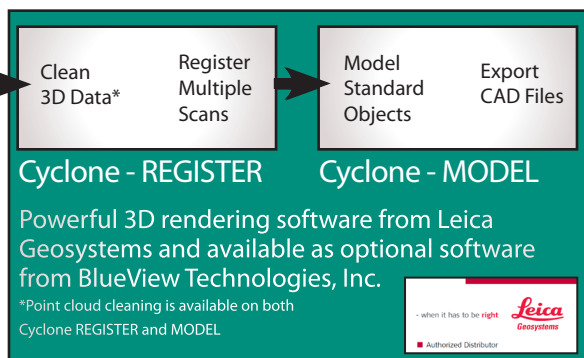 Clean
3D Data*
Register
Multiple
Scans
Model
Standard
Objects
Export
CAD Files
Cyclone - REGISTER
Cyclone - MODEL
Powerful 3D rendering software from Leica
Geosystems and available as optional software
from BlueView Technologies, Inc.
*Point cloud cleaning is available on both
Cyclone REGISTER and MODEL
- when it has to be right
Leica
Geosystems
Authorized Distributor